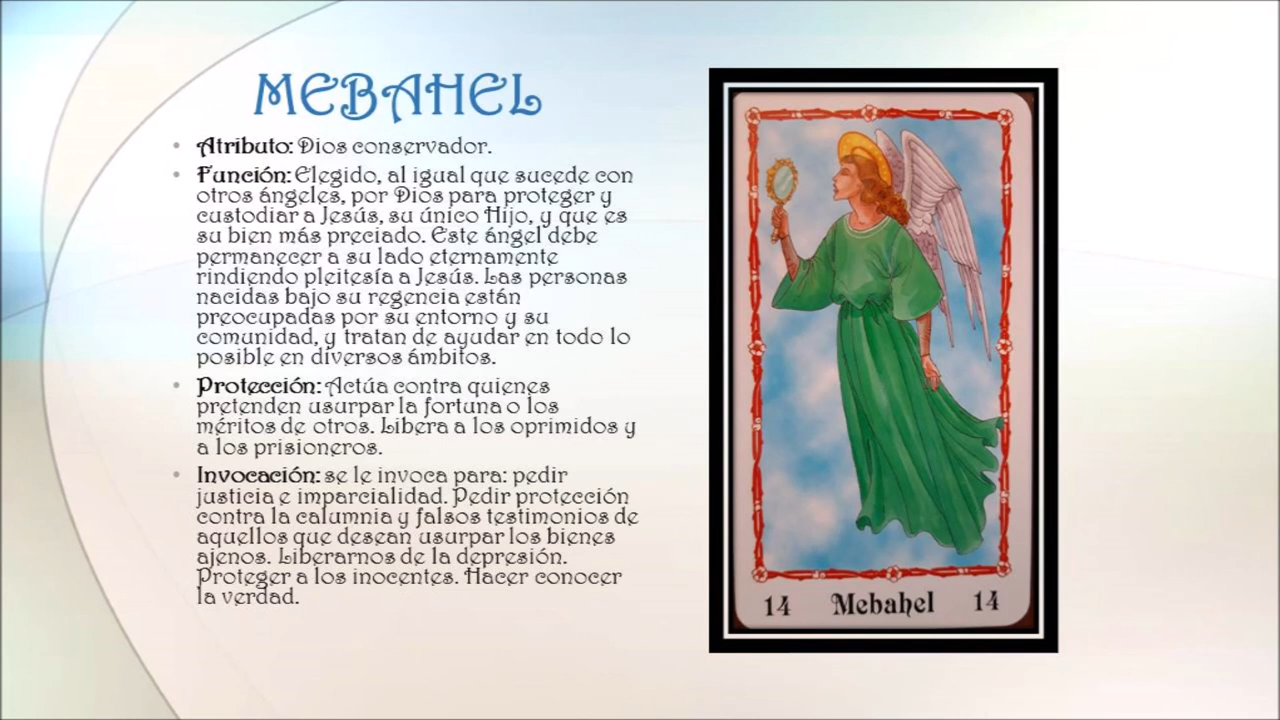 MEBAHEL
• Atributo: Dios conservador.
• Función: Elegido, al igual que sucede con
otros ángeles, por Dios para proteger y
custodiar a Jesús, su único Hijo, y que es
su bien más preciado. Este ángel debe
permanecer a su lado eternamente
rindiendo pleitesía a Jesús. Las personas
nacidas bajo su regencia están
preocupadas por su entorno y su
comunidad, y tratan de ayudar en todo lo
posible en diversos ámbitos.
• Protección: Actúa contra quienes
pretenden usurpar la fortuna o los
méritos de otros. Libera a los oprimidos y
a los prisioneros.
• Invocación: se le invoca para: pedir
justicia e imparcialidad. Pedir protección
contra la calumnia y falsos testimonios de
aquellos que desean usurpar los bienes
ajenos. Liberarnos de la depresión.
Proteger a los inocentes. Hacer conocer
la verdad.
14 Mebahel 14